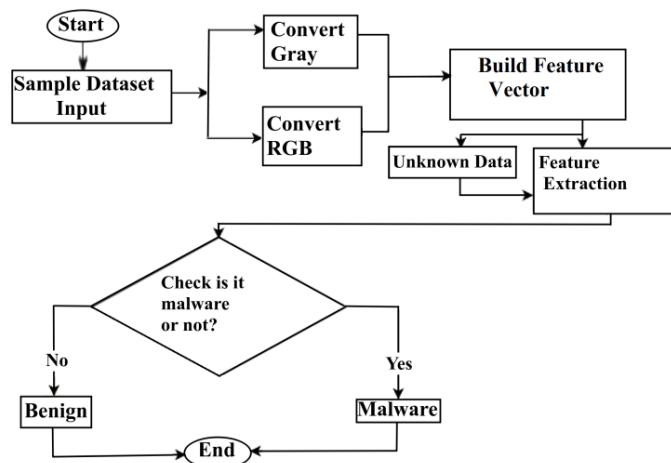 Start
Sample Dataset
Input
Convert
Gray
Convert
RGB
Build Feature
Vector
Unknown Data
Feature
Extraction
Check is it
malware
or not?
No
Yes
Benign
Malware
End